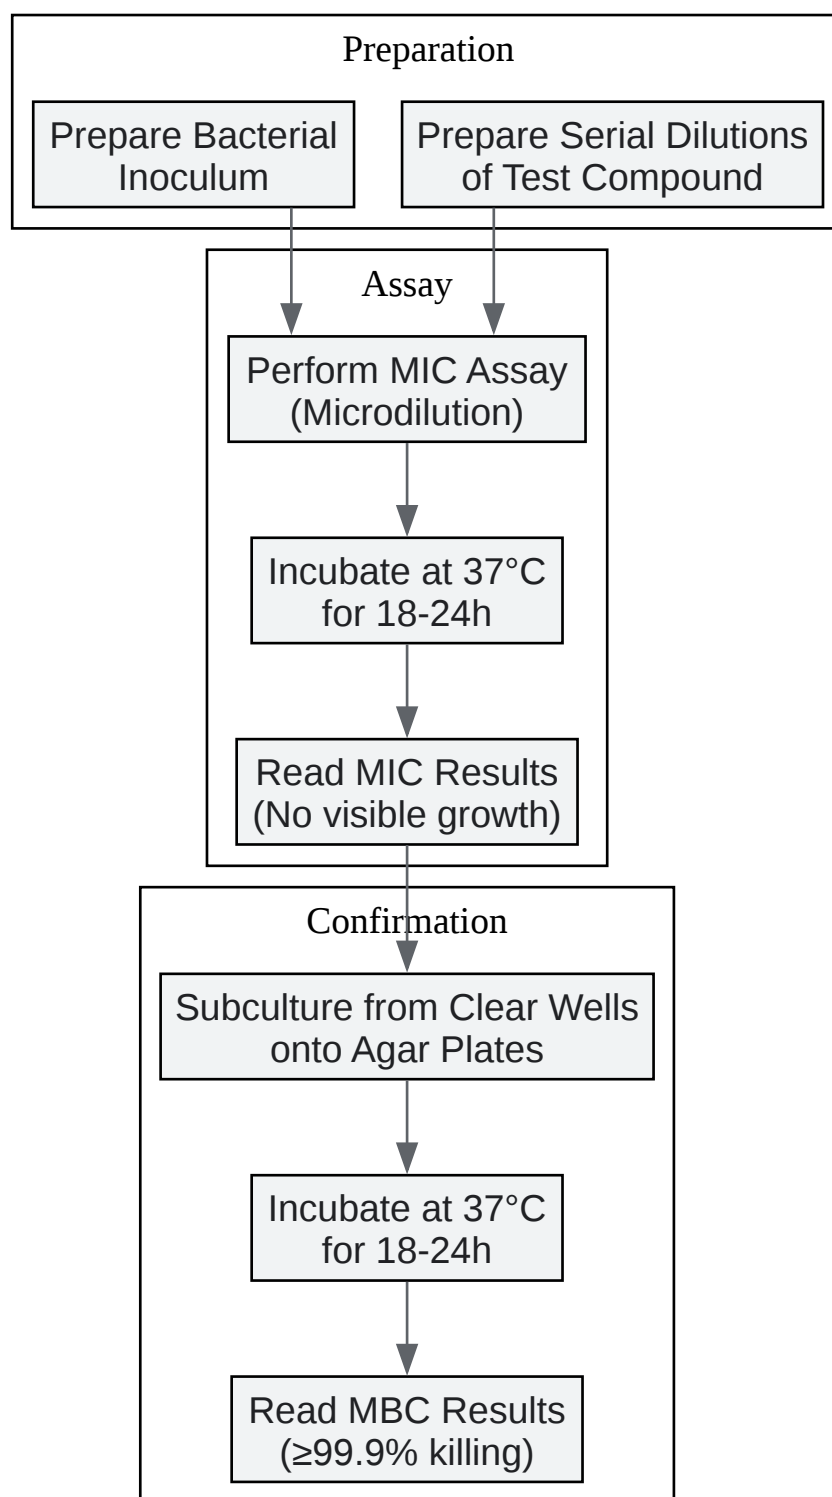 Preparation
Prepare Bacterial
Inoculum
Prepare Serial Dilutions
of Test Compound
Assay
Perform MIC Assay
(Microdilution)
Incubate at 37°C
for 18-24h
Read MIC Results
(No visible growth)
Confirmation
Subculture from Clear Wells
onto Agar Plates
Incubate at 37°C
for 18-24h
Read MBC Results
(≥99.9% killing)